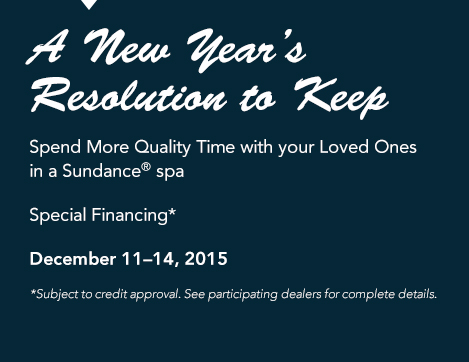 A New Year's
Resolution to Keep
Spend More Quality Time with your Loved Ones
in a Sundance® spa
Special Financing*
December 11–14, 2015
*Subject to credit approval. See participating dealers for complete details.